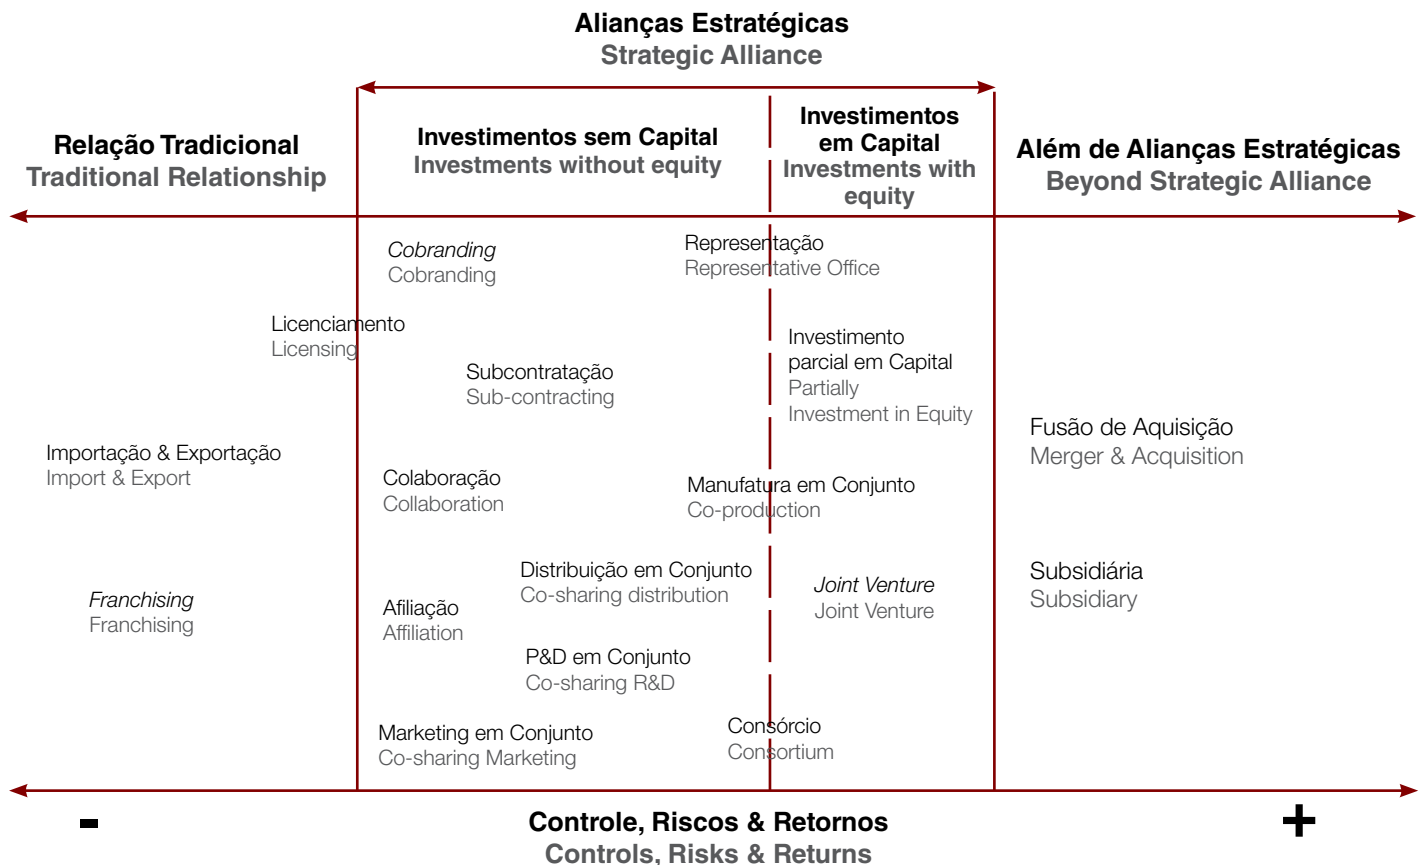 Alianças Estratégicas
Strategic Alliance
Relação Tradicional
Traditional Relationship
Investimentos sem Capital
Investments without equity
Investimentos
em Capital
Investments with
equity
Além de Alianças Estratégicas
Beyond Strategic Alliance
Cobranding
Cobranding
Representação
Representative Office
Licenciamento
Licensing
Investimento
parcial em Capital
Partially
Investment in Equity
Subcontratação
Sub-contracting
Fusão de Aquisição
Merger & Acquisition
Importação & Exportação
Import & Export
Colaboração
Collaboration
Manufatura em Conjunto
Co-production
Distribuição em Conjunto
Co-sharing distribution
Joint Venture
Joint Venture
Subsidiária
Subsidiary
Franchising
Franchising
Afiliação
Affiliation
P&D em Conjunto
Co-sharing R&D
Marketing em Conjunto
Co-sharing Marketing
Consórcio
Consortium
-
+
Controle, Riscos & Retornos
Controls, Risks & Returns